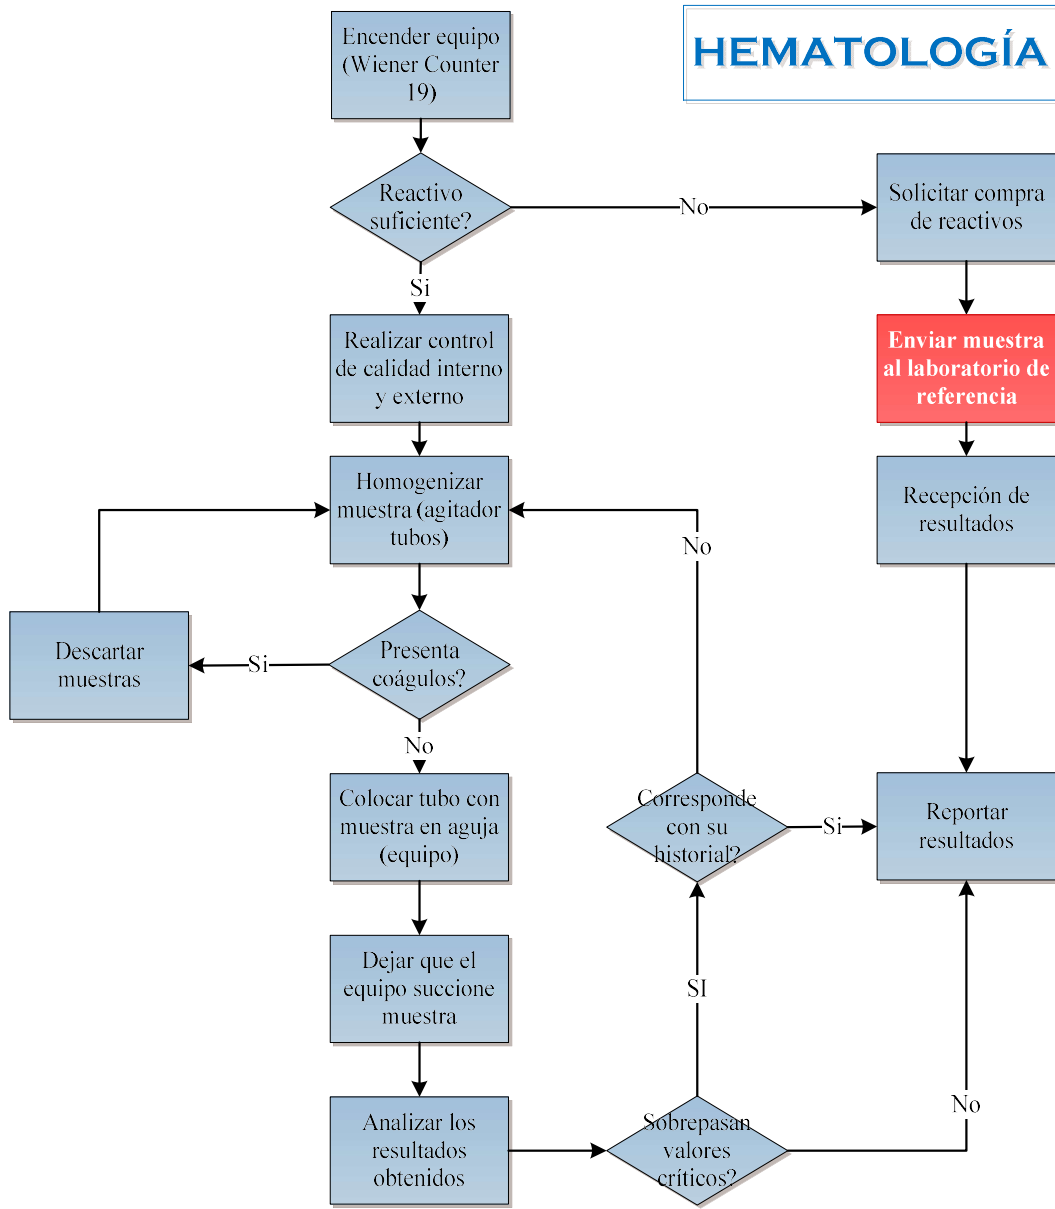 HEMATOLOGÍA
Encender equipo
(Wiener Counter
19)
Reactivo
suficiente?
No
Solicitar compra
de reactivos
Si
Realizar control
de calidad interno
y externo
Enviar muestra
al laboratorio de
referencia
Homogenizar
muestra (agitador
tubos)
Recepción de
resultados
No
Descartar
muestras
Si
Presenta
coágulos?
No
Colocar tubo con
muestra en aguja
(equipo)
Corresponde
con su
historial?
Si
Reportar
resultados
Dejar que el
equipo succione
muestra
SI
Analizar los
resultados
obtenidos
Sobrepasan
valores
críticos?
No